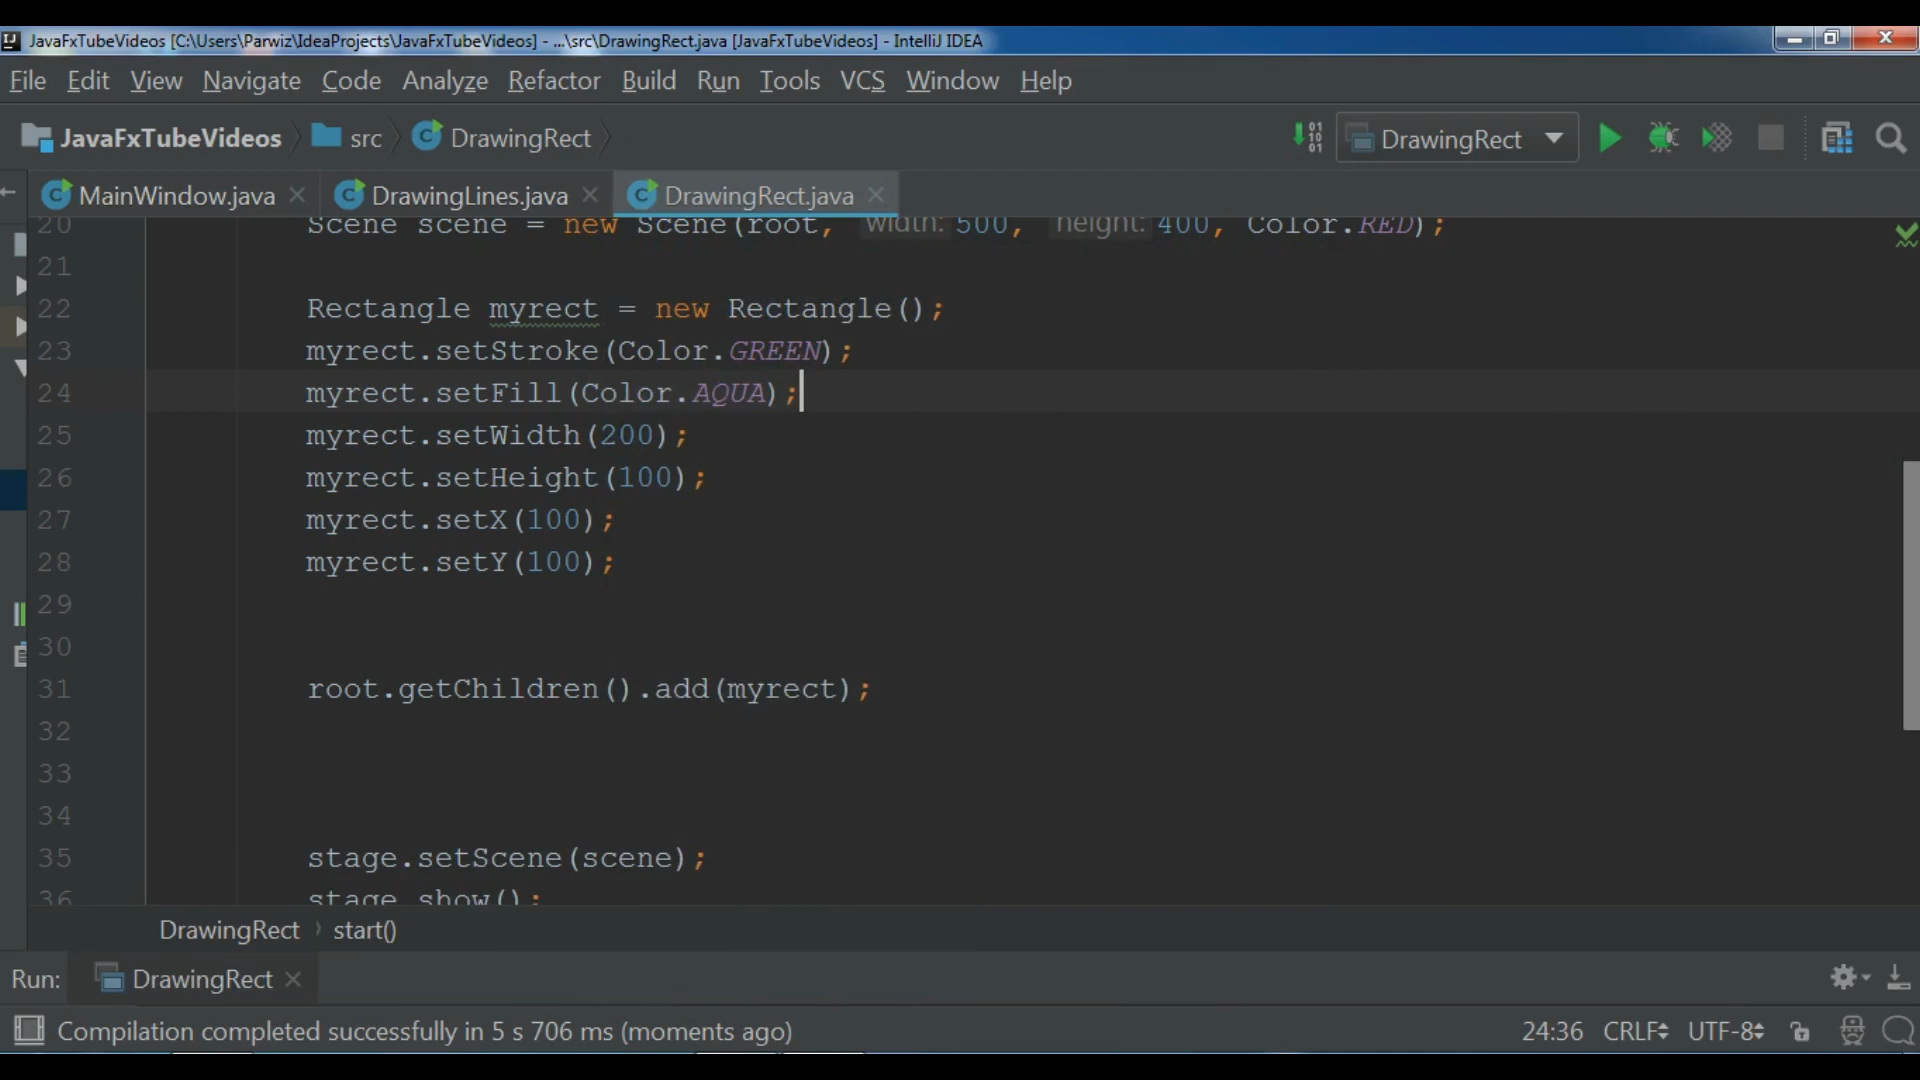 JavaFxTubeVideos [C:\Users\Parwiz\IdeaProjects\JavaFxTubeVideos] - ...\src\DrawingRect.java [JavaFxTubeVideos] - IntelliJ IDEA
File Edit View Navigate Code Analyze Refactor Build Run Tools VCS Window Help
JavaFxTubeVideos src DrawingRect DrawingRect
MainWindow.java DrawingLines.java DrawingRect.java
20 Scene scene = new Scene(root, width: 500, height: 400, Color.RED);
21
22 Rectangle myrect = new Rectangle();
23 myrect.setStroke(Color.GREEN);
24 myrect.setFill(Color.AQUA);
25 myrect.setWidth(200);
26 myrect.setHeight(100);
27 myrect.setX(100);
28 myrect.setY(100);
29
30
31 root.getChildren().add(myrect);
32
33
34
35 stage.setScene(scene);
36 stage.show();
DrawingRect start()
Run: DrawingRect
Compilation completed successfully in 5 s 706 ms (moments ago) 24:36 CRLF UTF-8